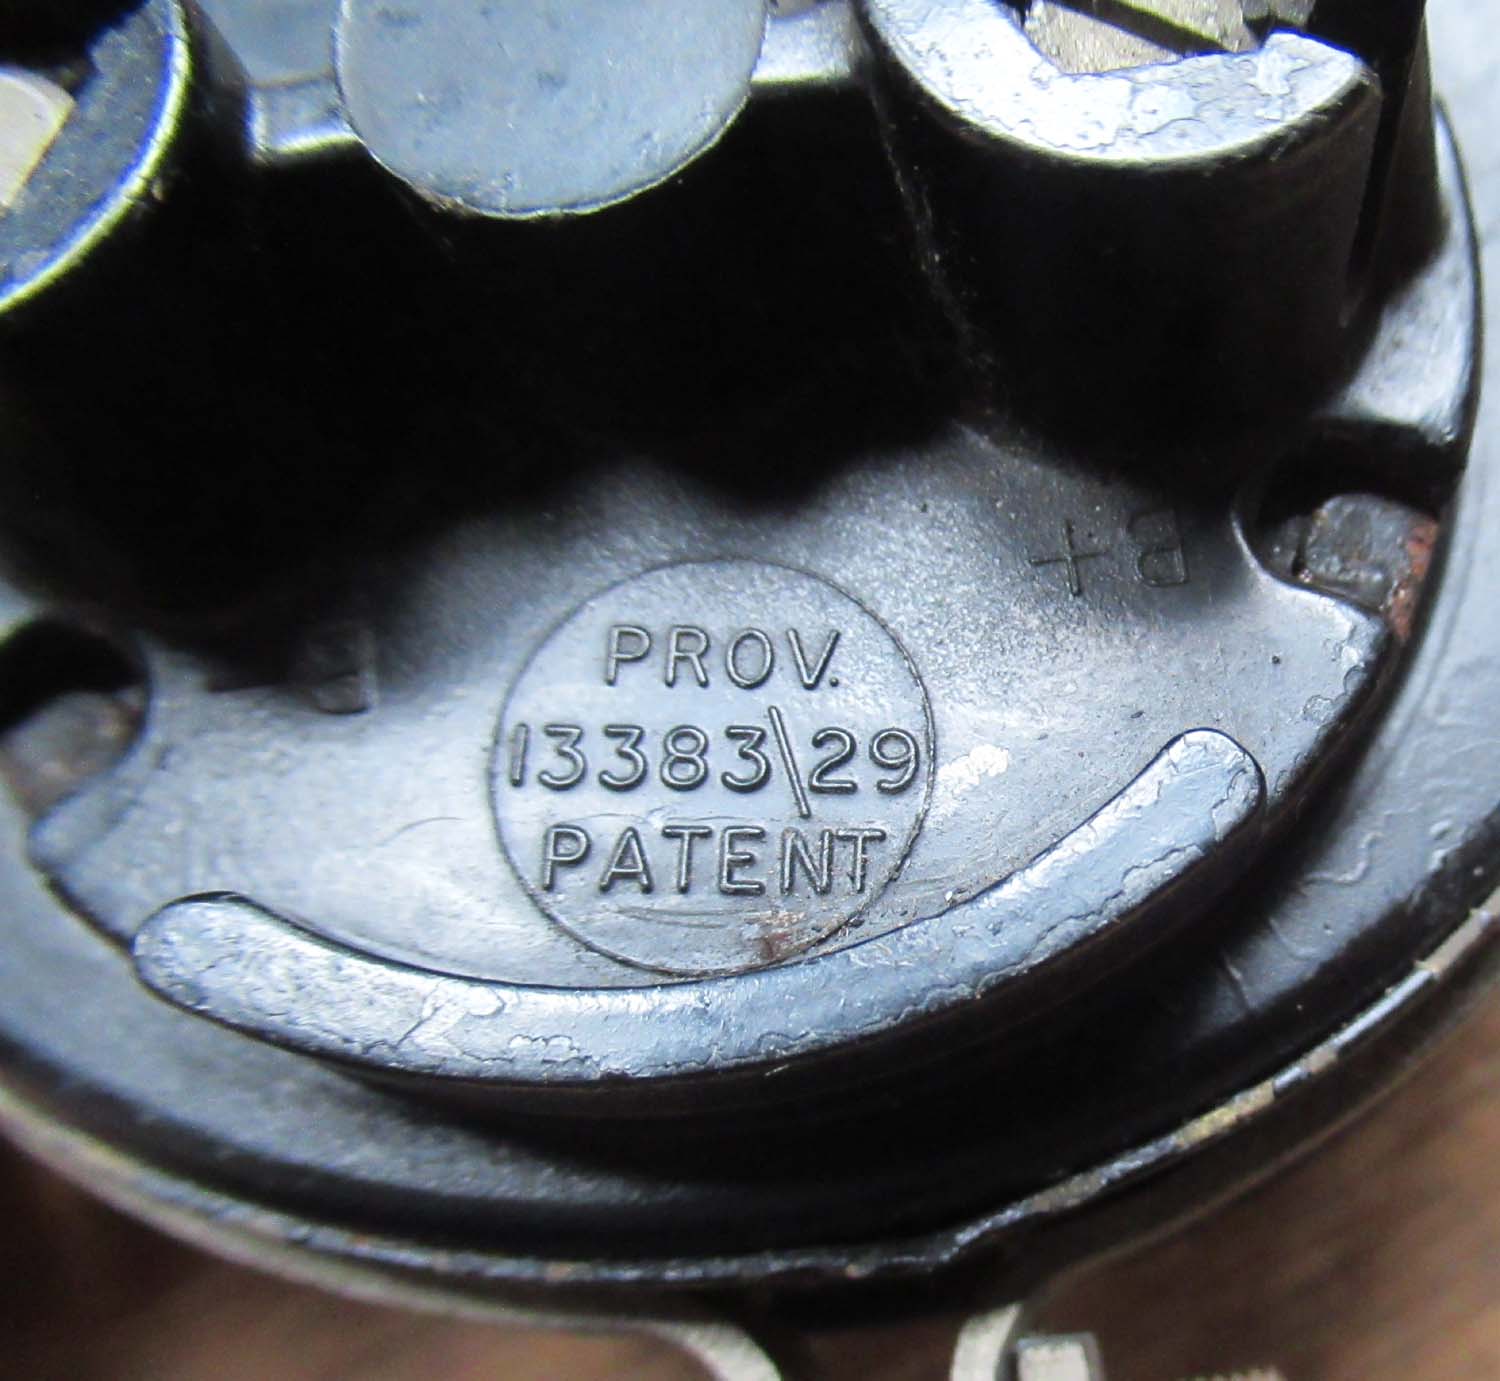 +B
B
PROV.
13383\29
PATENT